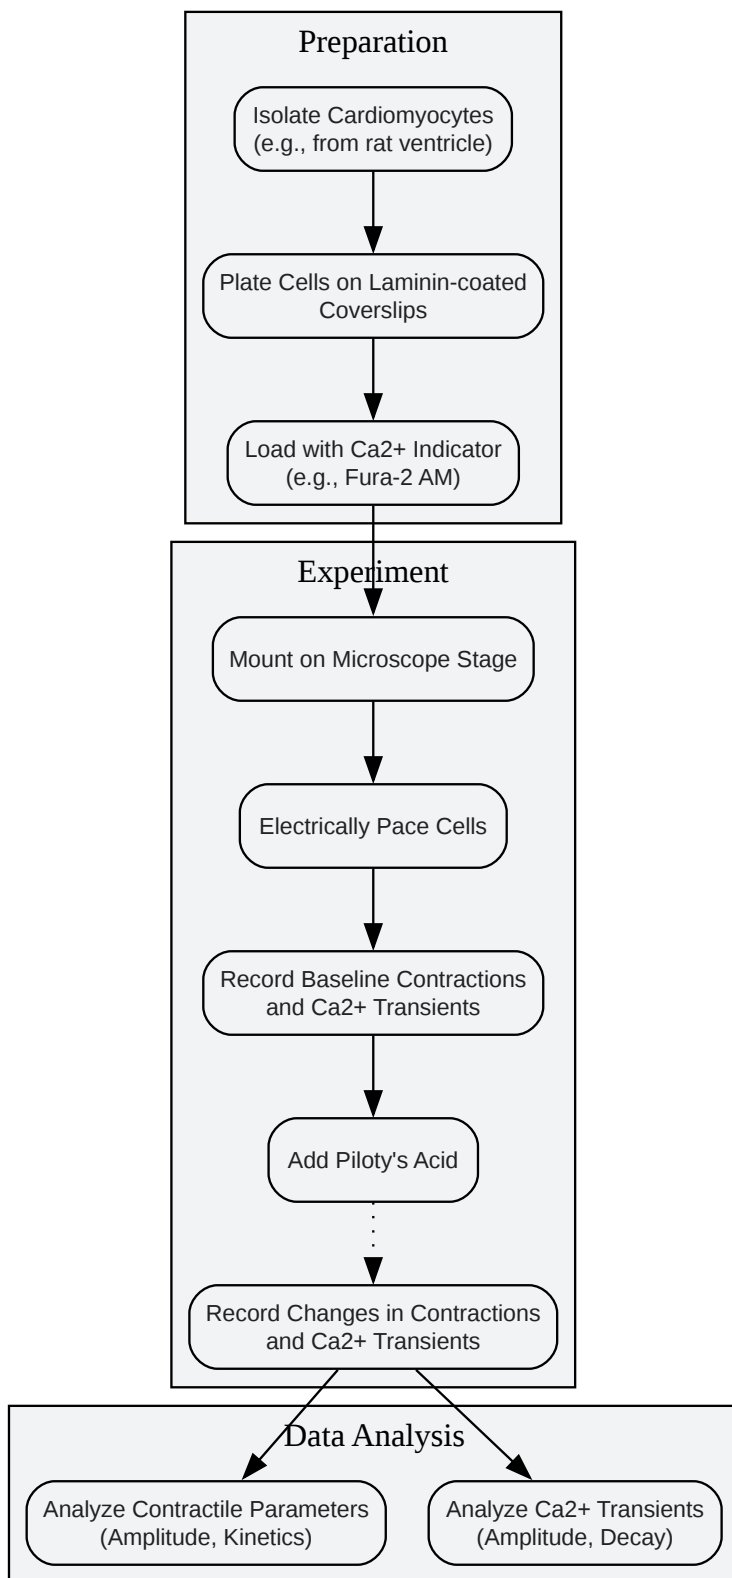 Preparation
Isolate Cardiomyocytes
(e.g., from rat ventricle)
Plate Cells on Laminin-coated
Coverslips
Load with Ca2+ Indicator
(e.g., Fura-2 AM)
Experiment
Mount on Microscope Stage
Electrically Pace Cells
Record Baseline Contractions
and Ca2+ Transients
Add Piloty's Acid
Record Changes in Contractions
and Ca2+ Transients
Data Analysis
Analyze Contractile Parameters
(Amplitude, Kinetics)
Analyze Ca2+ Transients
(Amplitude, Decay)